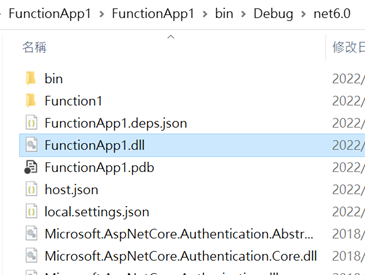 FunctionApp1 > FunctionApp1 > bin > Debug > net6.0
名稱 修改日
bin 2022/
Function1 2022/
FunctionApp1.deps.json 2022/
FunctionApp1.dll 2022/
FunctionApp1.pdb 2022/
host.json 2022/
local.settings.json 2022/
Microsoft.AspNetCore.Authentication.Abstr... 2018/
Microsoft.AspNetCore.Authentication.Core.dll 2018/